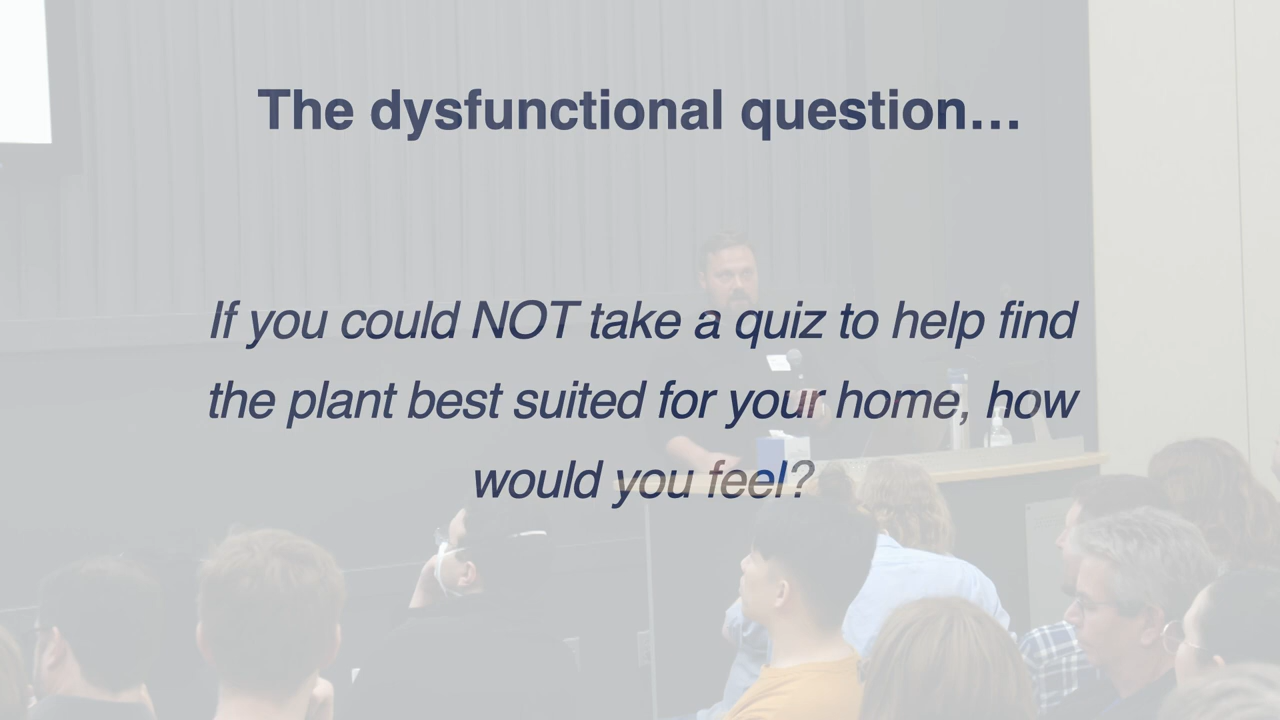 The dysfunctional question…
If you could NOT take a quiz to help find
the plant best suited for your home, how
would you feel?